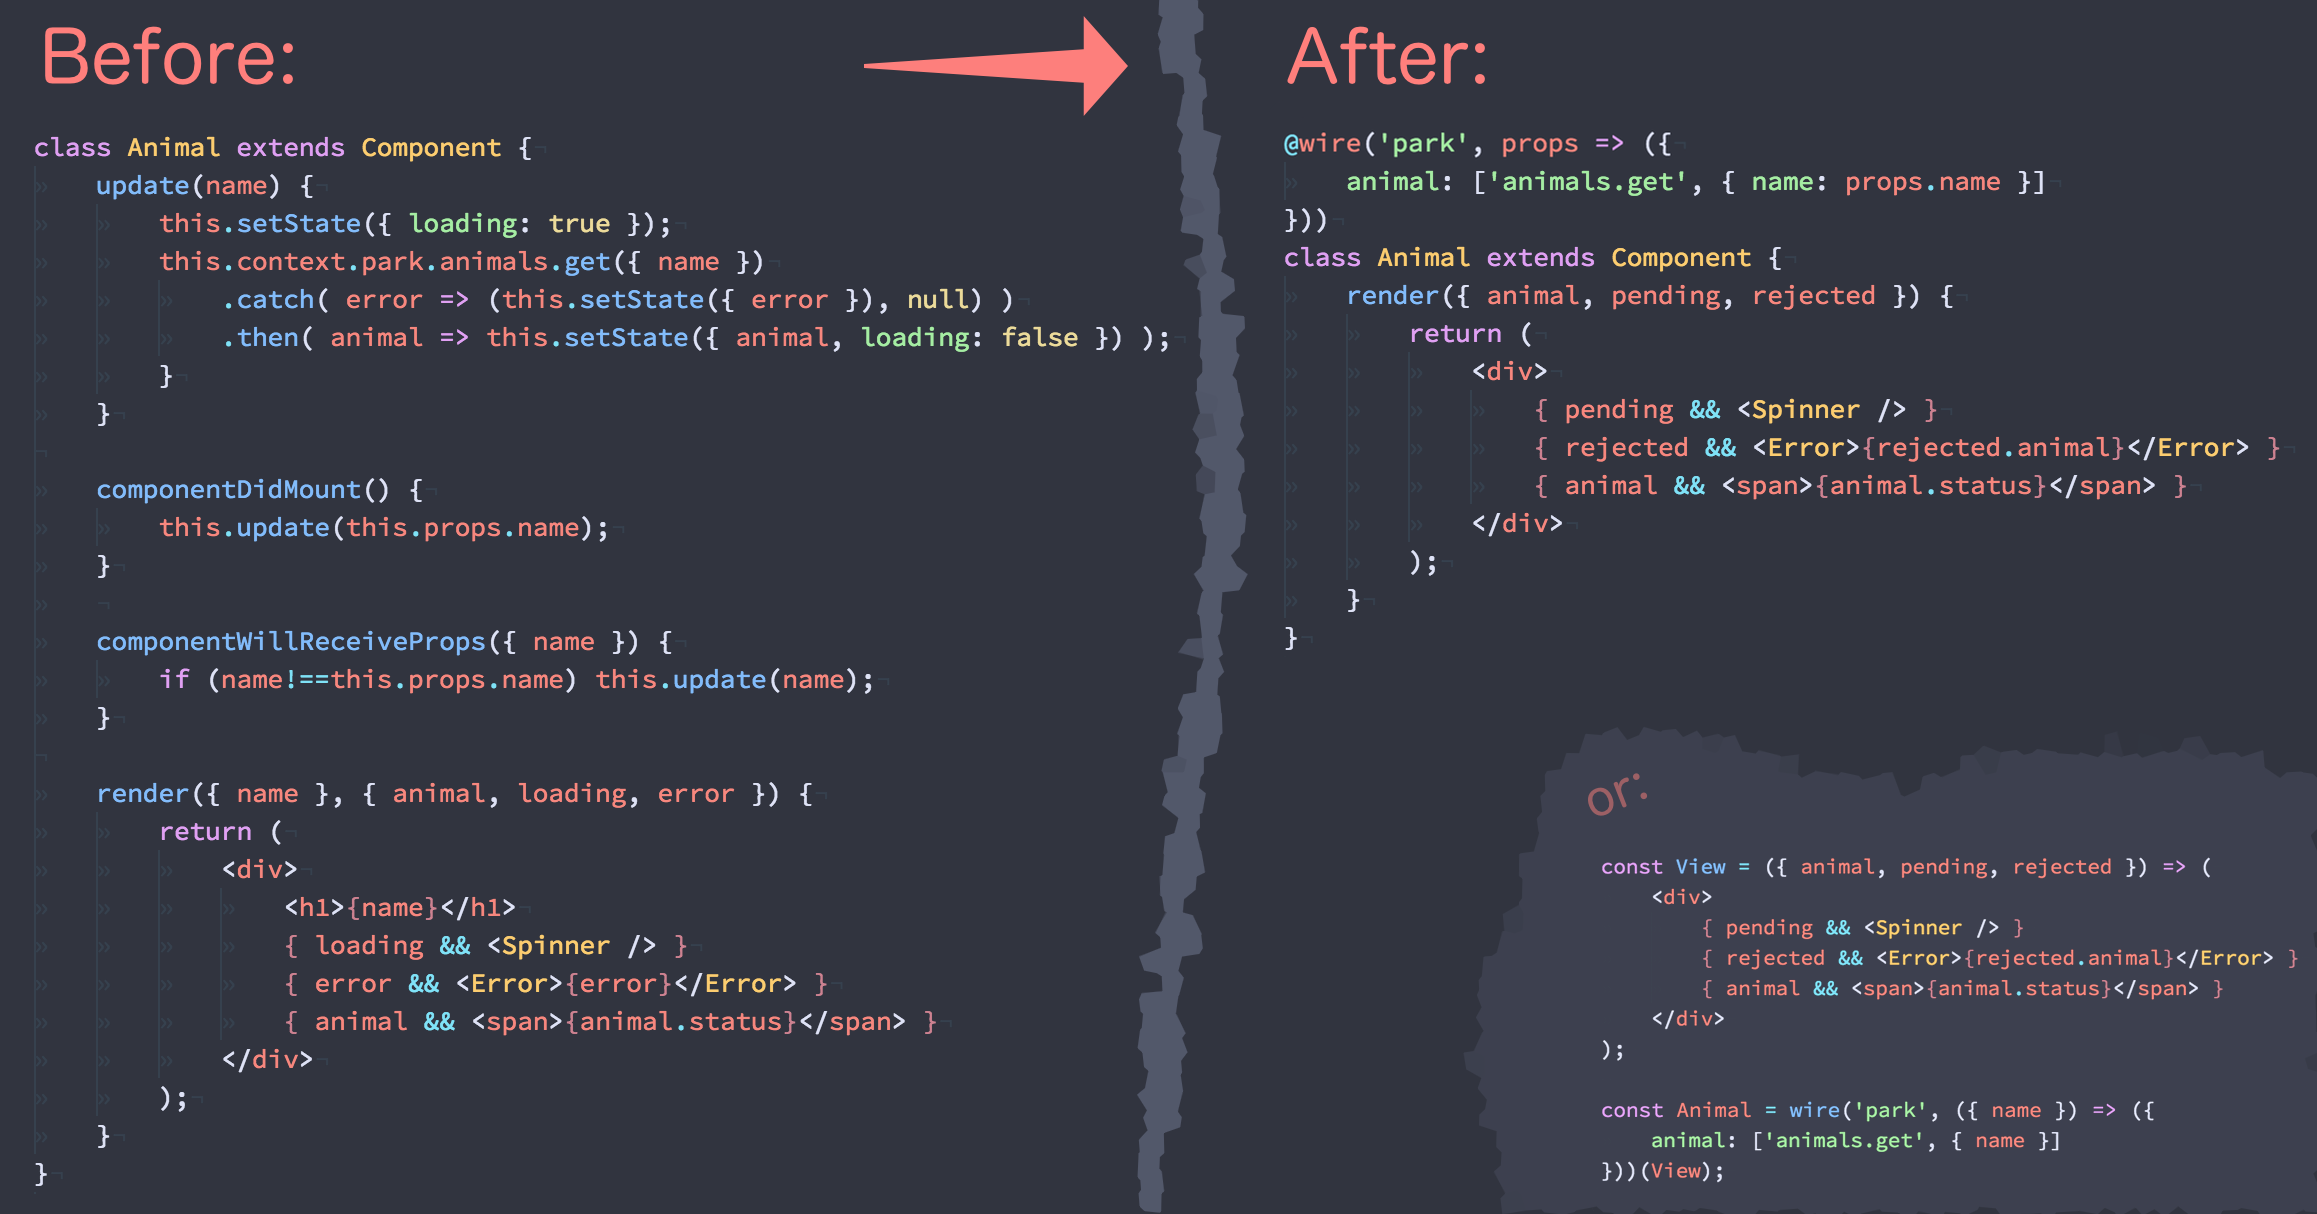 Before:
class Animal extends Component {
    update(name) {
        this.setState({ loading: true });
        this.context.park.animals.get({ name })
            .catch( error => (this.setState({ error }), null) )
            .then( animal => this.setState({ animal, loading: false }) );
        }
    }
    componentDidMount() {
        this.update(this.props.name);
    }
    componentWillReceiveProps({ name }) {
        if (name!==this.props.name) this.update(name);
    }
    render({ name }, { animal, loading, error }) {
        return (
            <div>
                <h1>{name}</h1>
                { loading && <Spinner /> }
                { error && <Error>{error}</Error> }
                { animal && <span>{animal.status}</span> }
            </div>
        );
    }
}
After:
@wire('park', props => ({
    animal: ['animals.get', { name: props.name }]
}))
class Animal extends Component {
    render({ animal, pending, rejected }) {
        return (
            <div>
                { pending && <Spinner /> }
                { rejected && <Error>{rejected.animal}</Error> }
                { animal && <span>{animal.status}</span> }
            </div>
        );
    }
}
or:
const View = ({ animal, pending, rejected }) => (
    <div>
        { pending && <Spinner /> }
        { rejected && <Error>{rejected.animal}</Error> }
        { animal && <span>{animal.status}</span> }
    </div>
);
const Animal = wire('park', ({ name }) => ({
    animal: ['animals.get', { name }]
}))(View);